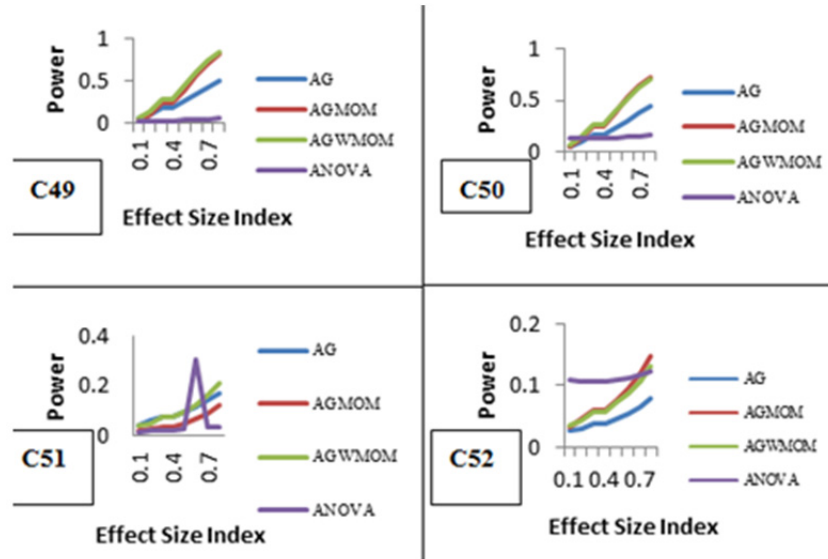 1
0.5
0
Power
0.1
0.4
0.7
AG
AGMOM
AGWMOM
ANOVA
C49
Effect Size Index
1
0.5
0
Power
0.1
0.4
0.7
AG
AGMOM
AGWMOM
ANOVA
C50
Effect Size Index
0.4
0.2
0
Power
0.1
0.4
0.7
AG
AGMOM
AGWMOM
ANOVA
C51
Effect Size Index
0.2
0.1
0
Power
0.1 0.4 0.7
AG
AGMOM
AGWMOM
ANOVA
C52
Effect Size Index